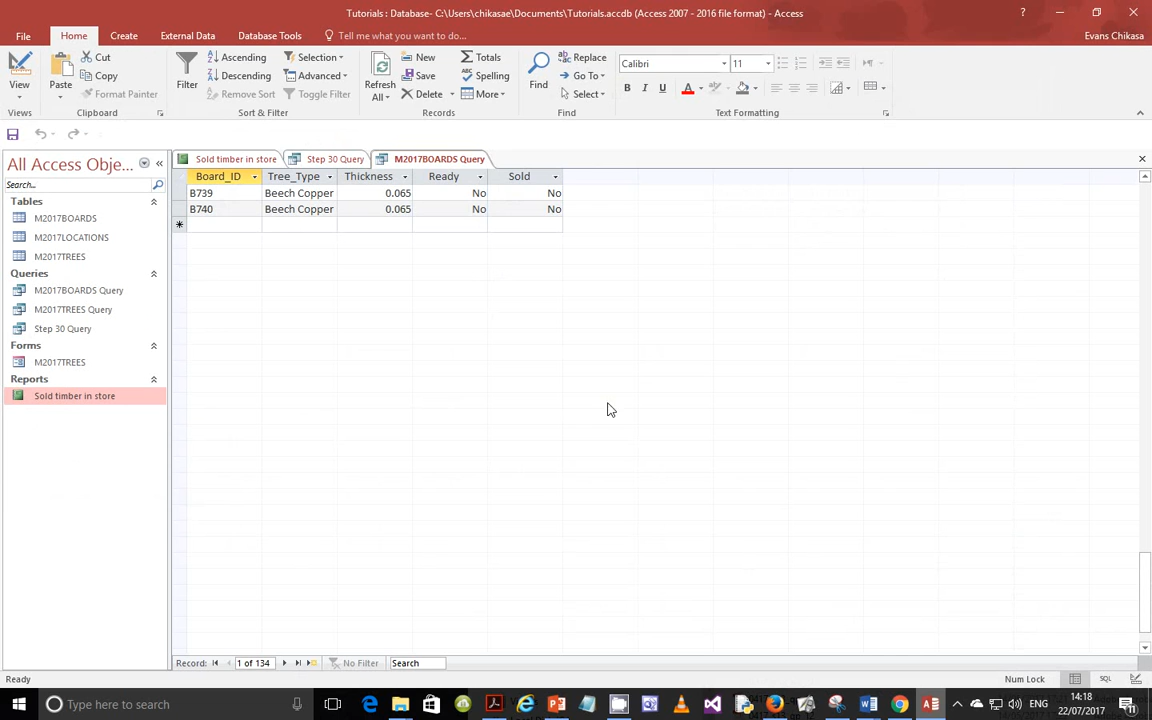 Tutorials : Database- C:\Users\chikasae\Documents\Tutorials.accdb (Access 2007 - 2016 file format) - Access
?
File
Home
Create
External Data
Database Tools
Tell me what you want to do...
Evans Chikasa
View
Views
Paste
Cut
Copy
Format Painter
Clipboard
Filter
Ascending
Descending
Remove Sort
Selection
Advanced
Toggle Filter
Sort & Filter
Refresh
All
New
Save
Delete
Totals
Spelling
More
Records
Find
Replace
Go To
Select
Find
Calibri
11
B I U
A
Text Formatting
All Access Obje...
Search...
Tables
M2017BOARDS
M2017LOCATIONS
M2017TREES
Queries
M2017BOARDS Query
M2017TREES Query
Step 30 Query
Forms
M2017TREES
Reports
Sold timber in store
Sold timber in store
Step 30 Query
M2017BOARDS Query
Board_ID Tree_Type Thickness Ready Sold
B739 Beech Copper 0.065 No No
B740 Beech Copper 0.065 No No
Record: 1 of 134 No Filter Search
Ready
Num Lock
SQL
Type here to search
ENG
14:18
22/07/2017